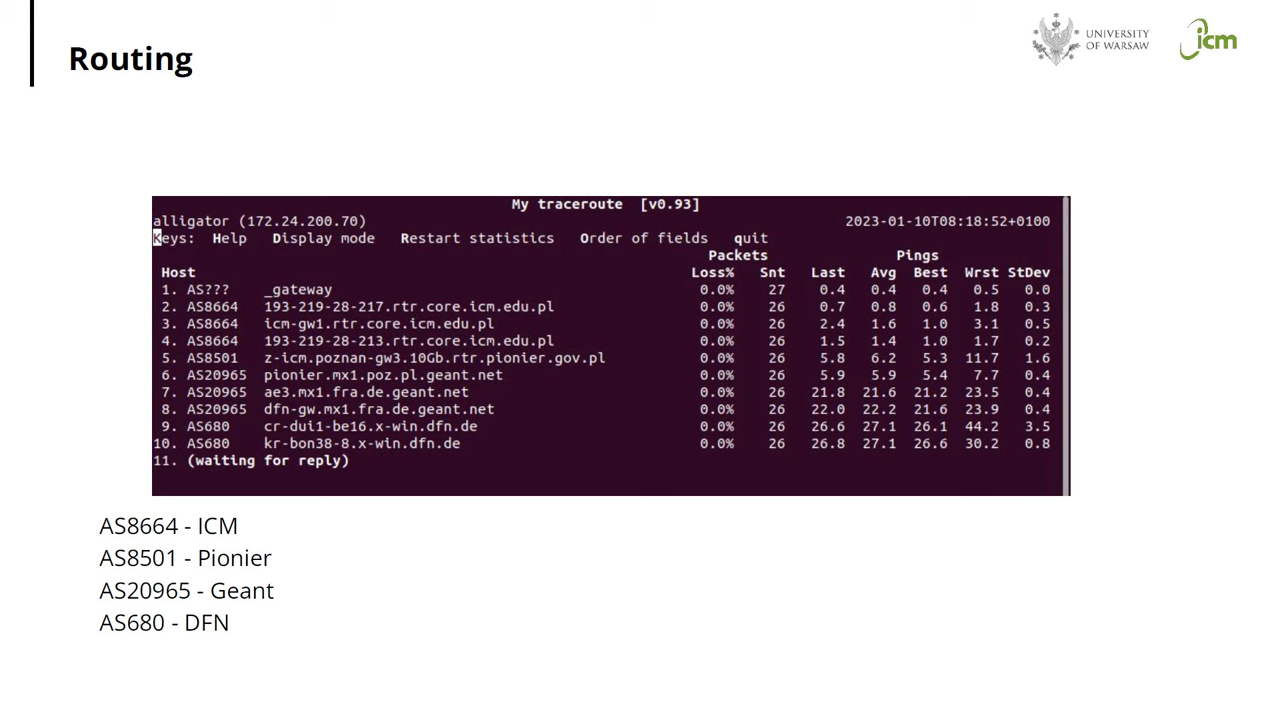 Routing
UNIVERSITY
OF WARSAW
icm
My traceroute [v0.93]
alligator (172.24.200.70) 2023-01-10T08:18:52+0100
Keys: Help Display mode Restart statistics Order of fields quit
Packets Pings
Host Loss% Snt Last Avg Best Wrst StDev
1. AS??? _gateway 0.0% 27 0.4 0.4 0.4 0.5 0.0
2. AS8664 193-219-28-217.rtr.core.icm.edu.pl 0.0% 26 0.7 0.8 0.6 1.8 0.3
3. AS8664 icm-gw1.rtr.core.icm.edu.pl 0.0% 26 2.4 1.6 1.0 3.1 0.5
4. AS8664 193-219-28-213.rtr.core.icm.edu.pl 0.0% 26 1.5 1.4 1.0 1.7 0.2
5. AS8501 z-icm.poznan-gw3.10Gb.rtr.pionier.gov.pl 0.0% 26 5.8 6.2 5.3 11.7 1.6
6. AS20965 pionier.mx1.poz.pl.geant.net 0.0% 26 5.9 5.9 5.4 7.7 0.4
7. AS20965 ae3.mx1.fra.de.geant.net 0.0% 26 21.8 21.6 21.2 23.5 0.4
8. AS20965 dfn-gw.mx1.fra.de.geant.net 0.0% 26 22.0 22.2 21.6 23.9 0.4
9. AS680 cr-dui1-be16.x-win.dfn.de 0.0% 26 26.6 27.1 26.1 44.2 3.5
10. AS680 kr-bon38-8.x-win.dfn.de 0.0% 26 26.8 27.1 26.6 30.2 0.8
11. (waiting for reply)
AS8664 - ICM
AS8501 - Pionier
AS20965 - Geant
AS680 - DFN